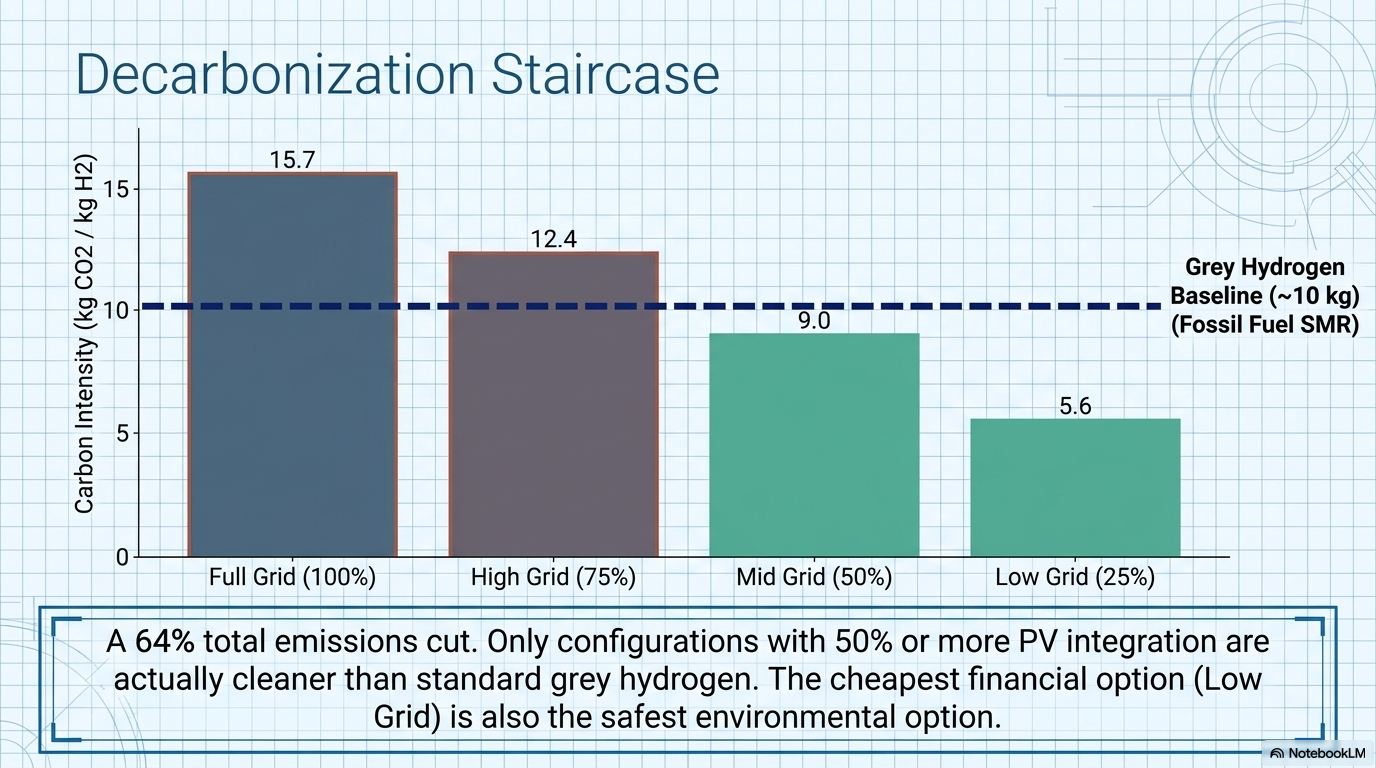 Decarbonization Staircase
Carbon Intensity (kg CO2 / kg H2)
15
10
5
0
15.7
12.4
9.0
5.6
Grey Hydrogen
Baseline (~10 kg)
(Fossil Fuel SMR)
Full Grid (100%)
High Grid (75%)
Mid Grid (50%)
Low Grid (25%)
A 64% total emissions cut. Only configurations with 50% or more PV integration are
actually cleaner than standard grey hydrogen. The cheapest financial option (Low
Grid) is also the safest environmental option.
NotebookLM